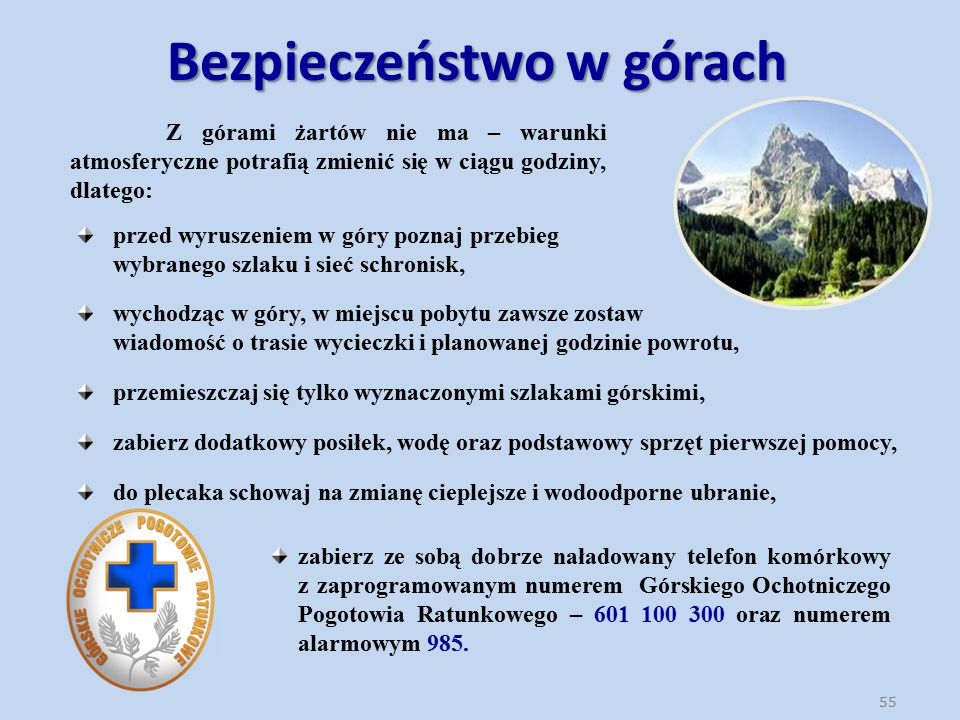 Bezpieczeństwo w górach
Z górami żartów nie ma – warunki
atmosferyczne potrafią zmienić się w ciągu godziny,
dlatego:
przed wyruszeniem w góry poznaj przebieg
wybranego szlaku i sieć schronisk,
wychodząc w góry, w miejscu pobytu zawsze zostaw
wiadomość o trasie wycieczki i planowanej godzinie powrotu,
przemieszczaj się tylko wyznaczonymi szlakami górskimi,
zabierz dodatkowy posiłek, wodę oraz podstawowy sprzęt pierwszej pomocy,
do plecaka schowaj na zmianę cieplejsze i wodoodporne ubranie,
GÓRSKIE OCHOTNICZE POGOTOWIE RATUNKOWE
zabierz ze sobą dobrze naładowany telefon komórkowy
z zaprogramowanym numerem Górskiego Ochotniczego
Pogotowia Ratunkowego – 601 100 300 oraz numerem
alarmowym 985.
55